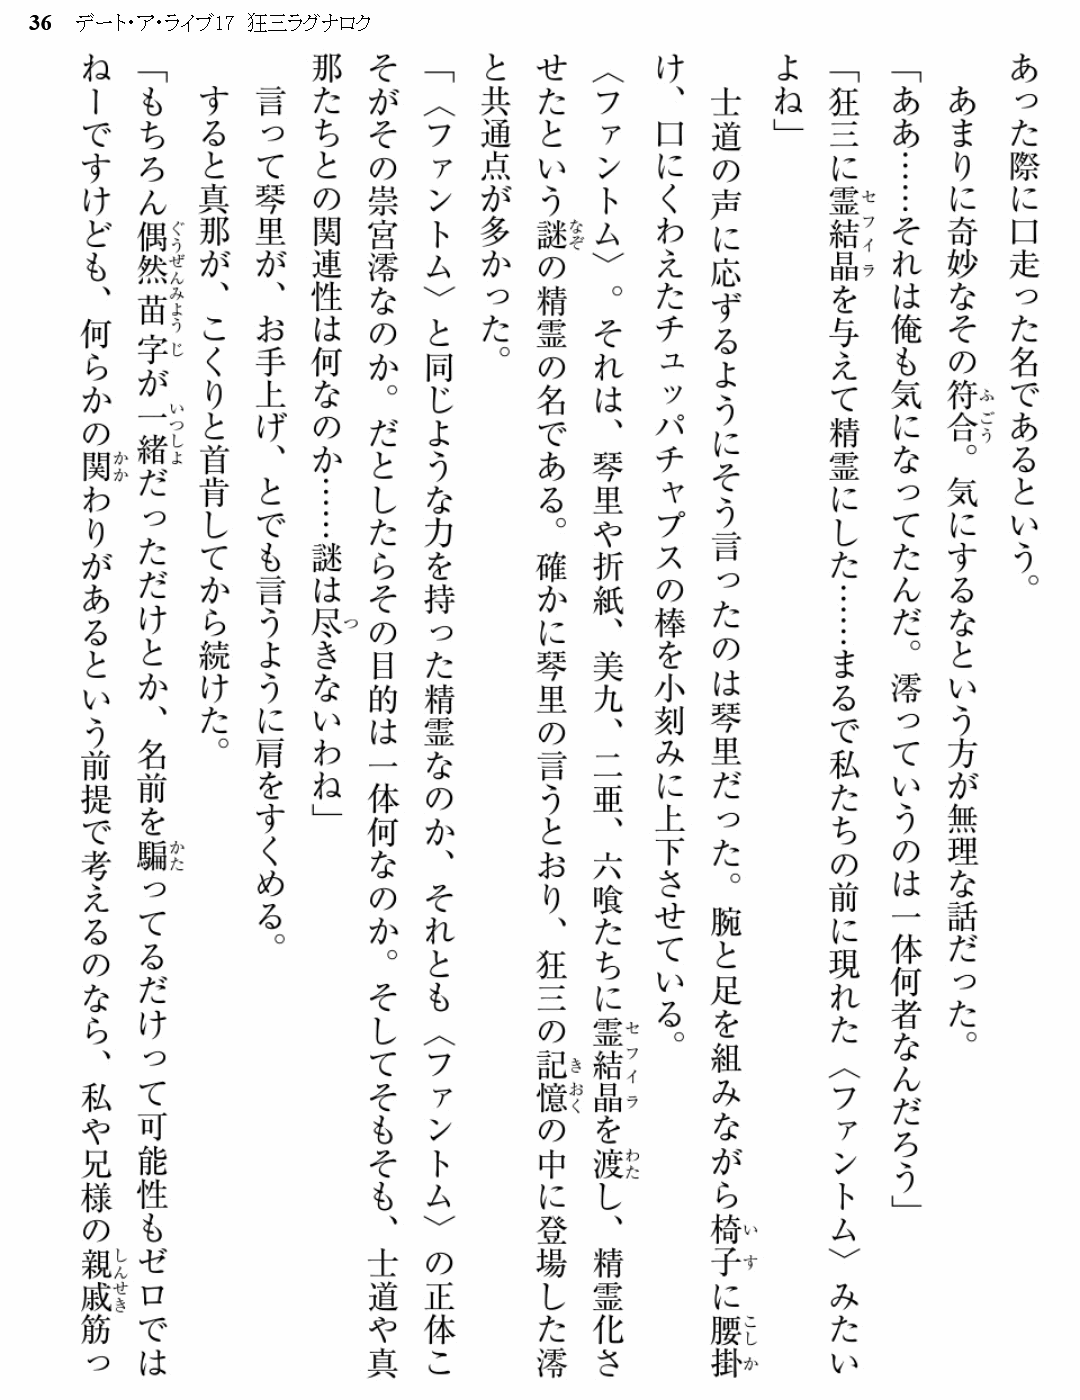 36 デート・ア・ライブ17 狂三ラグナロク
あった際に口走った名であるという。
　あまりに奇妙なその符合。気にするなという方が無理な話だった。
「ああ……それは俺も気になってたんだ。澪っていうのは一体何者なんだろう」
「狂三に霊結晶を与えて精霊にした……まるで私たちの前に現れた〈ファントム〉みたい
よね」
　士道の声に応ずるようにそう言ったのは琴里だった。腕と足を組みながら椅子に腰掛
け、口にくわえたチュッパチャプスの棒を小刻みに上下させている。
〈ファントム〉。それは、琴里や折紙、美九、二亜、六喰たちに霊結晶を渡し、精霊化さ
せたという謎の精霊の名である。確かに琴里の言うとおり、狂三の記憶の中に登場した澪
と共通点が多かった。
「〈ファントム〉と同じような力を持った精霊なのか、それとも〈ファントム〉の正体こ
そがその崇宮澪なのか。だとしたらその目的は一体何なのか。そしてそもそも、士道や真
那たちとの関連性は何なのか……謎は尽きないわね」
　言って琴里が、お手上げ、とでも言うように肩をすくめる。
　すると真那が、こくりと首肯してから続けた。
「もちろん偶然苗字が一緒だっただけとか、名前を騙ってるだけって可能性もゼロでは
ねーですけども、何らかの関わりがあるという前提で考えるのなら、私や兄様の親戚筋っ